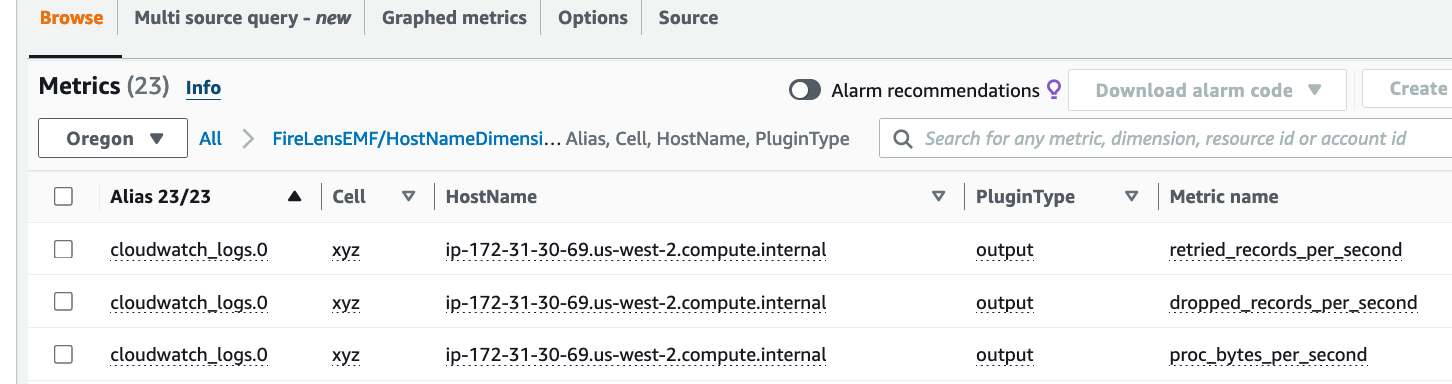 Browse Multi source query - new Graphed metrics Options Source
Metrics (23) Info Alarm recommendations Download alarm code Create
Oregon All FireLensEMF/HostNameDimensi... Alias, Cell, HostName, PluginType Search for any metric, dimension, resource id or account id
Alias 23/23 Cell HostName PluginType Metric name
cloudwatch_logs.0 xyz ip-172-31-30-69.us-west-2.compute.internal output retried_records_per_second
cloudwatch_logs.0 xyz ip-172-31-30-69.us-west-2.compute.internal output dropped_records_per_second
cloudwatch_logs.0 xyz ip-172-31-30-69.us-west-2.compute.internal output proc_bytes_per_second